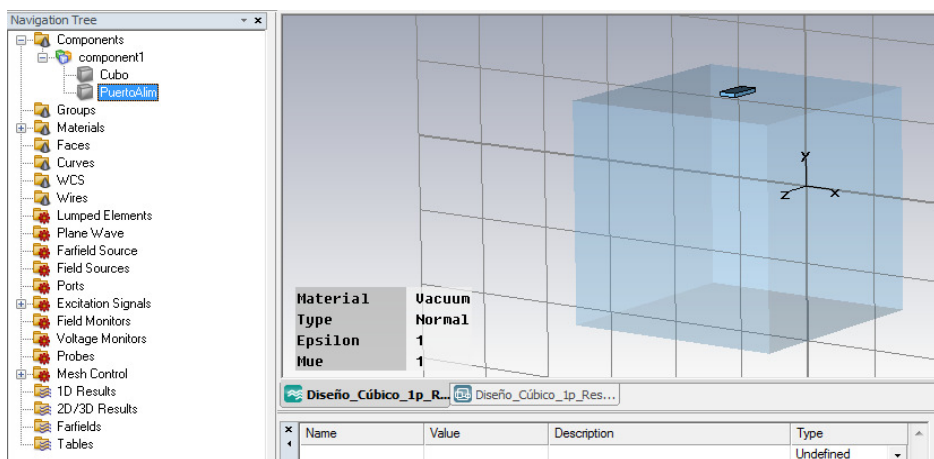 Navigation Tree
Components
component1
Cubo
PuertoAlim
Groups
Materials
Faces
Curves
WCS
Wires
Lumped Elements
Plane Wave
Farfield Source
Field Sources
Ports
Excitation Signals
Field Monitors
Voltage Monitors
Probes
Mesh Control
1D Results
2D/3D Results
Farfields
Tables
y
z x
Material Vacuum
Type Normal
Epsilon 1
Mue 1
Diseño_Cúbico_1p_R... Diseño_Cúbico_1p_Res...
Name Value Description Type
Undefined